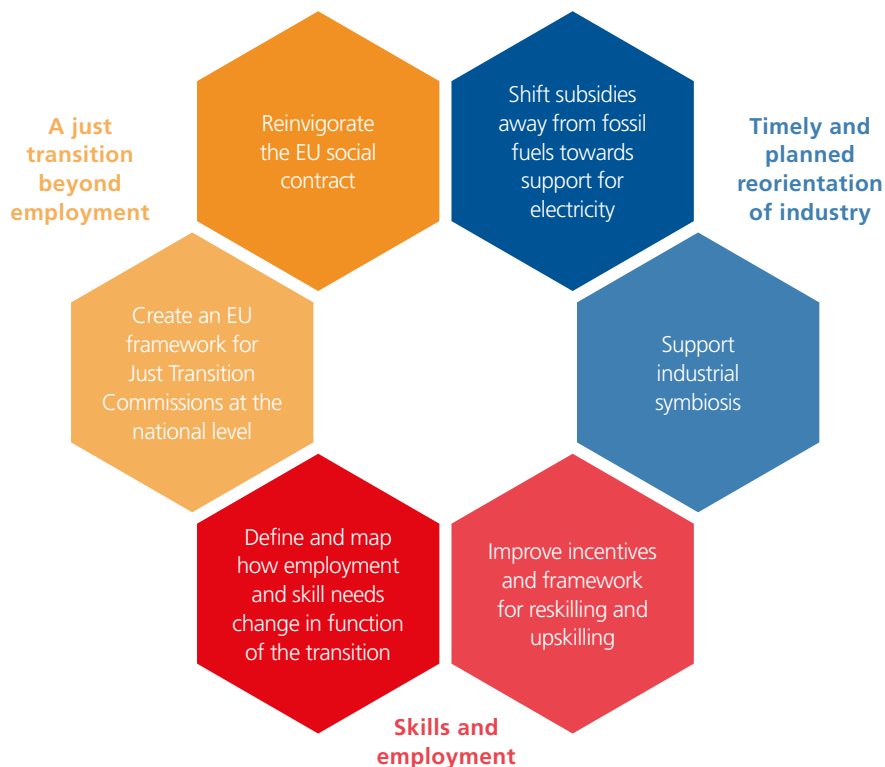 A just
transition
beyond
employment
Reinvigorate
the EU social
contract
Shift subsidies
away from fossil
fuels towards
support for
electricity
Timely and
planned
reorientation
of industry
Create an EU
framework for
Just Transition
Commissions at the
national level
Support
industrial
symbiosis
Define and map
how employment
and skill needs
change in function
of the transition
Improve incentives
and framework
for reskilling and
upskilling
Skills and
employment